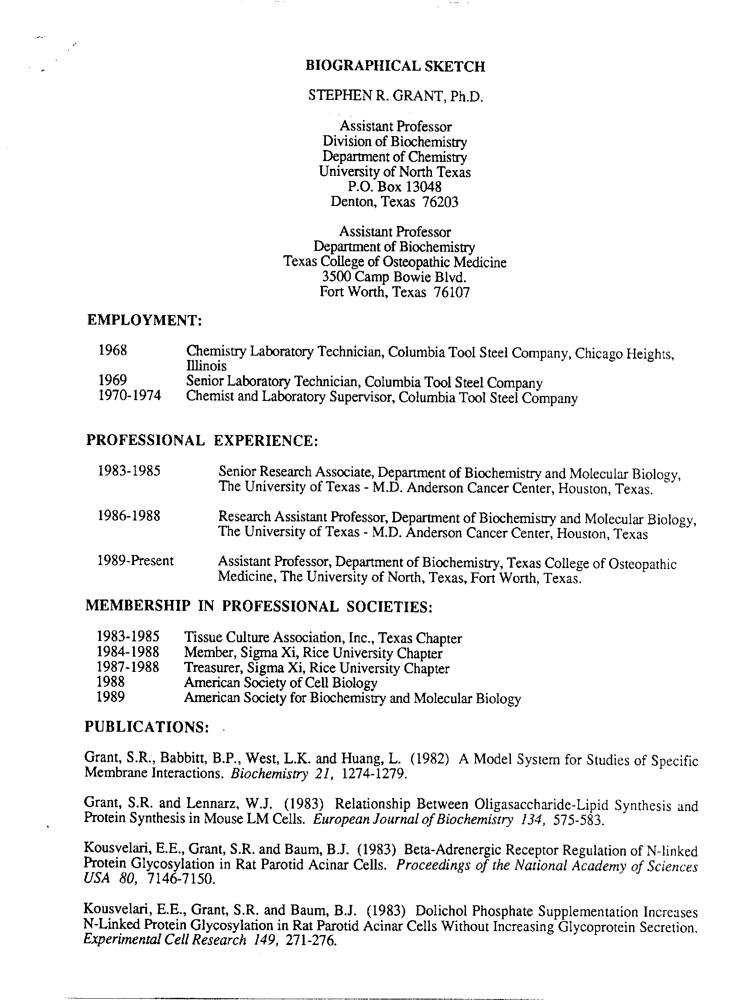 BIOGRAPHICAL SKETCH
STEPHEN R. GRANT, Ph.D.
Assistant Professor
Division of Biochemistry
Department of Chemistry
University of North Texas
P.O. Box 13048
Denton, Texas 76203
Assistant Professor
Department of Biochemistry
Texas College of Osteopathic Medicine
3500 Camp Bowie Blvd.
Fort Worth, Texas 76107
EMPLOYMENT:
1968 Chemistry Laboratory Technician, Columbia Tool Steel Company, Chicago Heights,
Illinois
1969 Senior Laboratory Technician, Columbia Tool Steel Company
1970-1974 Chemist and Laboratory Supervisor, Columbia Tool Steel Company
PROFESSIONAL EXPERIENCE:
1983-1985 Senior Research Associate, Department of Biochemistry and Molecular Biology,
The University of Texas - M.D. Anderson Cancer Center, Houston, Texas.
1986-1988 Research Assistant Professor, Department of Biochemistry and Molecular Biology,
The University of Texas - M.D. Anderson Cancer Center, Houston, Texas
1989-Present Assistant Professor, Department of Biochemistry, Texas College of Osteopathic
Medicine, The University of North, Texas, Fort Worth, Texas.
MEMBERSHIP IN PROFESSIONAL SOCIETIES:
1983-1985 Tissue Culture Association, Inc., Texas Chapter
1984-1988 Member, Sigma Xi, Rice University Chapter
1987-1988 Treasurer, Sigma Xi, Rice University Chapter
1988 American Society of Cell Biology
1989 American Society for Biochemistry and Molecular Biology
PUBLICATIONS:
Grant, S.R., Babbitt, B.P., West, L.K. and Huang, L. (1982) A Model System for Studies of Specific
Membrane Interactions. Biochemistry 21, 1274-1279.
Grant, S.R. and Lennarz, W.J. (1983) Relationship Between Oligasaccharide-Lipid Synthesis and
Protein Synthesis in Mouse LM Cells. European Journal of Biochemistry 134, 575-583.
Kousvelari, E.E., Grant, S.R. and Baum, B.J. (1983) Beta-Adrenergic Receptor Regulation of N-linked
Protein Glycosylation in Rat Parotid Acinar Cells. Proceedings of the National Academy of Sciences
USA 80, 7146-7150.
Kousvelari, E.E., Grant, S.R. and Baum, B.J. (1983) Dolichol Phosphate Supplementation Increases
N-Linked Protein Glycosylation in Rat Parotid Acinar Cells Without Increasing Glycoprotein Secretion.
Experimental Cell Research 149, 271-276.